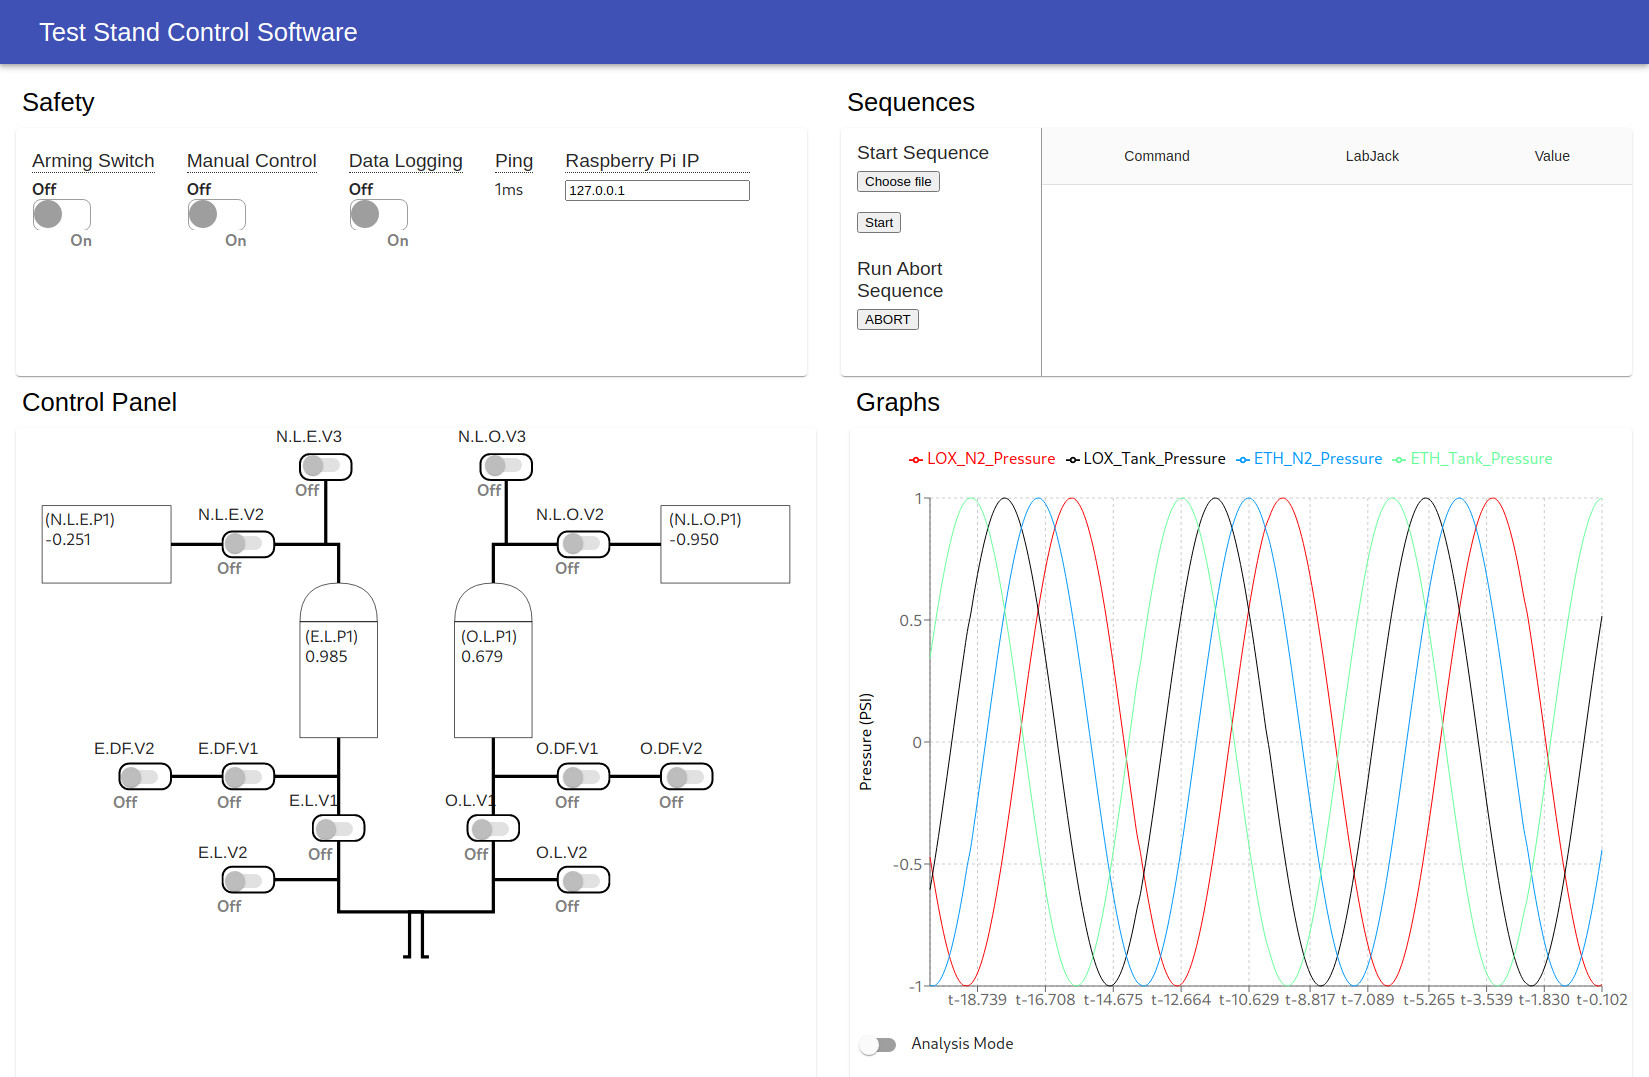 Test Stand Control Software
Safety
Arming Switch
Off
On
Manual Control
Off
On
Data Logging
Off
On
Ping
1ms
Raspberry Pi IP
127.0.0.1
Sequences
Start Sequence
Choose file
Start
Run Abort
Sequence
ABORT
Command LabJack Value
Control Panel
N.L.E.V3
Off
N.L.O.V3
Off
(N.L.E.P1)
-0.251
N.L.E.V2
Off
N.L.O.V2
Off
(N.L.O.P1)
-0.950
(E.L.P1)
0.985
(O.L.P1)
0.679
E.DF.V2
Off
E.DF.V1
Off
O.DF.V1
Off
O.DF.V2
Off
E.L.V1
Off
O.L.V1
Off
E.L.V2
Off
O.L.V2
Off
Graphs
LOX_N2_Pressure LOX_Tank_Pressure ETH_N2_Pressure ETH_Tank_Pressure
Pressure (PSI)
1
0.5
0
-0.5
-1
t-18.739 t-16.708 t-14.675 t-12.664 t-10.629 t-8.817 t-7.089 t-5.265 t-3.539 t-1.830 t-0.102
Analysis Mode